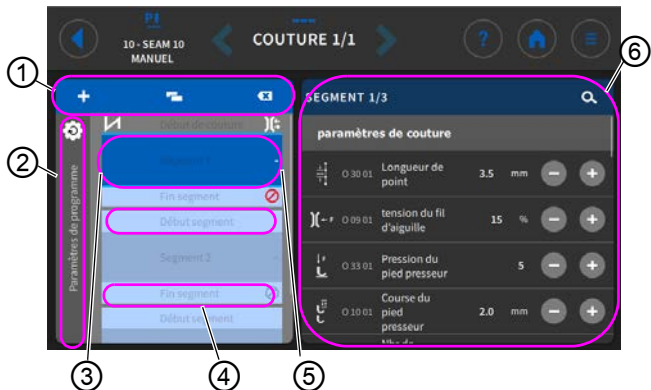 P
10 - SEAM 10
MANUEL
COUTURE 1/1
?
①
②
③
④
⑤
⑥
Paramètres de programme
Début de couture
Segment 1
Fin segment
Début segment
Segment 2
Fin segment
Début segment
SEGMENT 1/3
paramètres de couture
O 30 01 Longueur de
point
3.5 mm
O 09 01 tension du fil
d'aiguille
15 %
O 33 01 Pression du
pied presseur
5
O 10 01 Course du
pied
presseur
2.0 mm